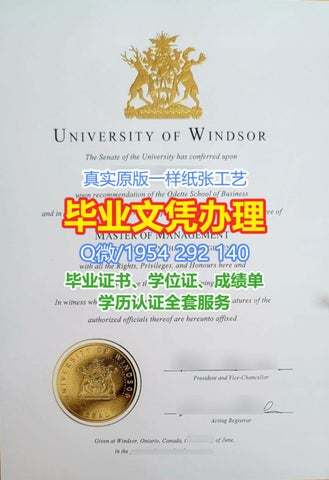 UNIVERSITY OF WINDSOR
The Senate of the University has conferred upon
真实原版一样纸张工艺
upon recommendation of the Odette School of Business
毕业文凭办理
MASTER OF MANAGEMENT
Q微/1954 292 140
with all the Rights, Privileges, and Honours here and
毕业证书、学位证、成绩单
学历认证全套服务
In witness
authorized officials thereof are hereunto affixed.
UNIVERSITY OF WINDSOR
SEAL
President and Vice-Chancellor
Acting Registrar
Given at Windsor, Ontario, Canada, of June,
in the